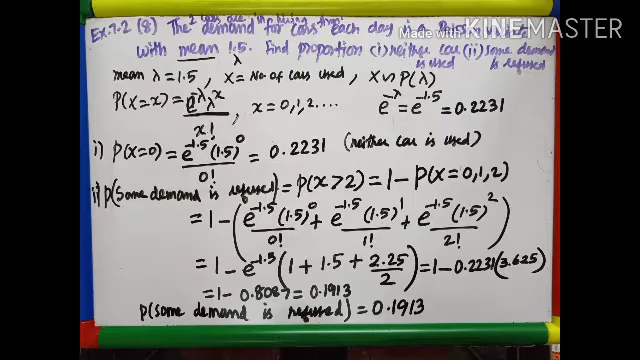 2 cars are in hiring
Ex.7.2 (8) The demand for cars each day is a
Made with KINEMASTER
with mean 1.5. Find proportion (i) neither car (ii) some demand
λ is used is refused
mean λ = 1.5, X = No of cars used, X ~ P(λ)
P(X=x) = e^-λ λ^x / x!, x = 0,1,2.... e^-λ = e^-1.5 = 0.2231
i) P(X=0) = e^-1.5 (1.5)^0 / 0! = 0.2231 (neither car is used)
ii) P(some demand is refused) = P(X>2) = 1 - P(X=0,1,2)
= 1 - (e^-1.5 (1.5)^0 / 0! + e^-1.5 (1.5)^1 / 1! + e^-1.5 (1.5)^2 / 2!)
= 1 - e^-1.5 (1 + 1.5 + 2.25 / 2) = 1 - 0.2231 (3.625)
= 1 - 0.8087 = 0.1913
P(some demand is refused) = 0.1913